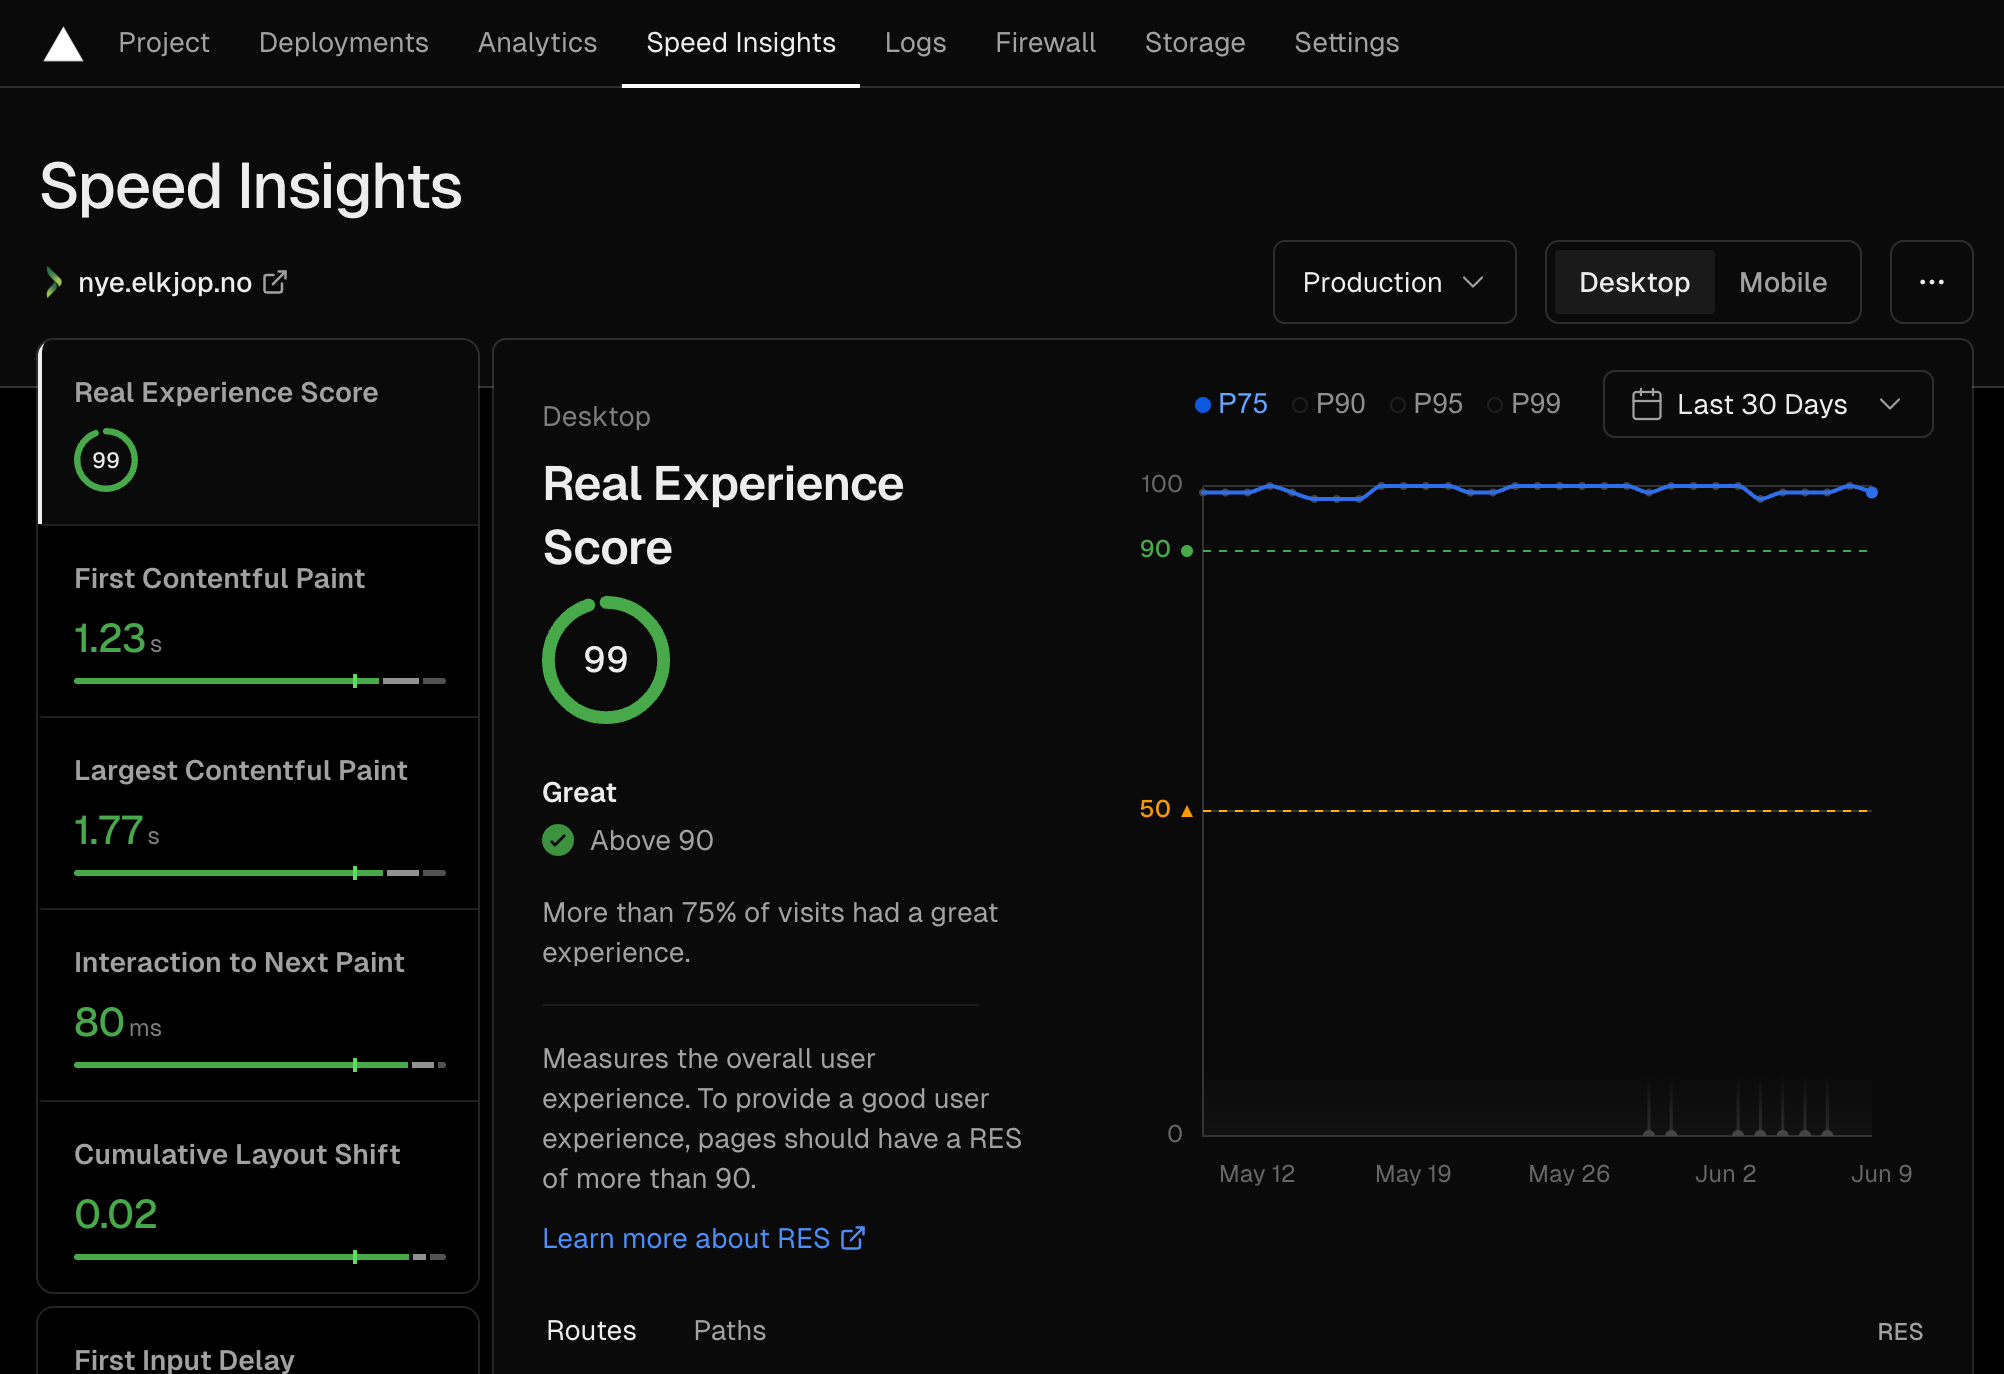 Project Deployments Analytics Speed Insights Logs Firewall Storage Settings
Speed Insights
nye.elkjop.no
Production
Desktop Mobile
Real Experience Score
99
First Contentful Paint
1.23 s
Largest Contentful Paint
1.77 s
Interaction to Next Paint
80 ms
Cumulative Layout Shift
0.02
First Input Delay
Desktop
Real Experience
Score
99
Great
Above 90
More than 75% of visits had a great
experience.
Measures the overall user
experience. To provide a good user
experience, pages should have a RES
of more than 90.
Learn more about RES
P75 P90 P95 P99
Last 30 Days
100
90
50
0
May 12 May 19 May 26 Jun 2 Jun 9
Routes Paths RES